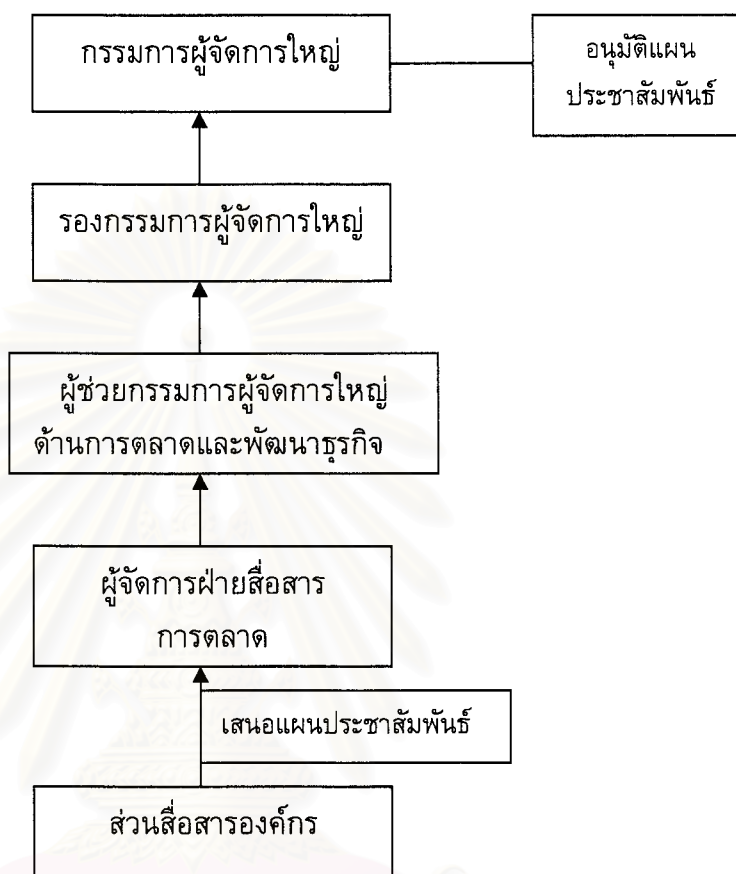 กรรมการผู้จัดการใหญ่
อนุมัติแผน
ประชาสัมพันธ์
รองกรรมการผู้จัดการใหญ่
ผู้ช่วยกรรมการผู้จัดการใหญ่
ด้านการตลาดและพัฒนาธุรกิจ
ผู้จัดการฝ่ายสื่อสาร
การตลาด
เสนอแผนประชาสัมพันธ์
ส่วนสื่อสารองค์กร